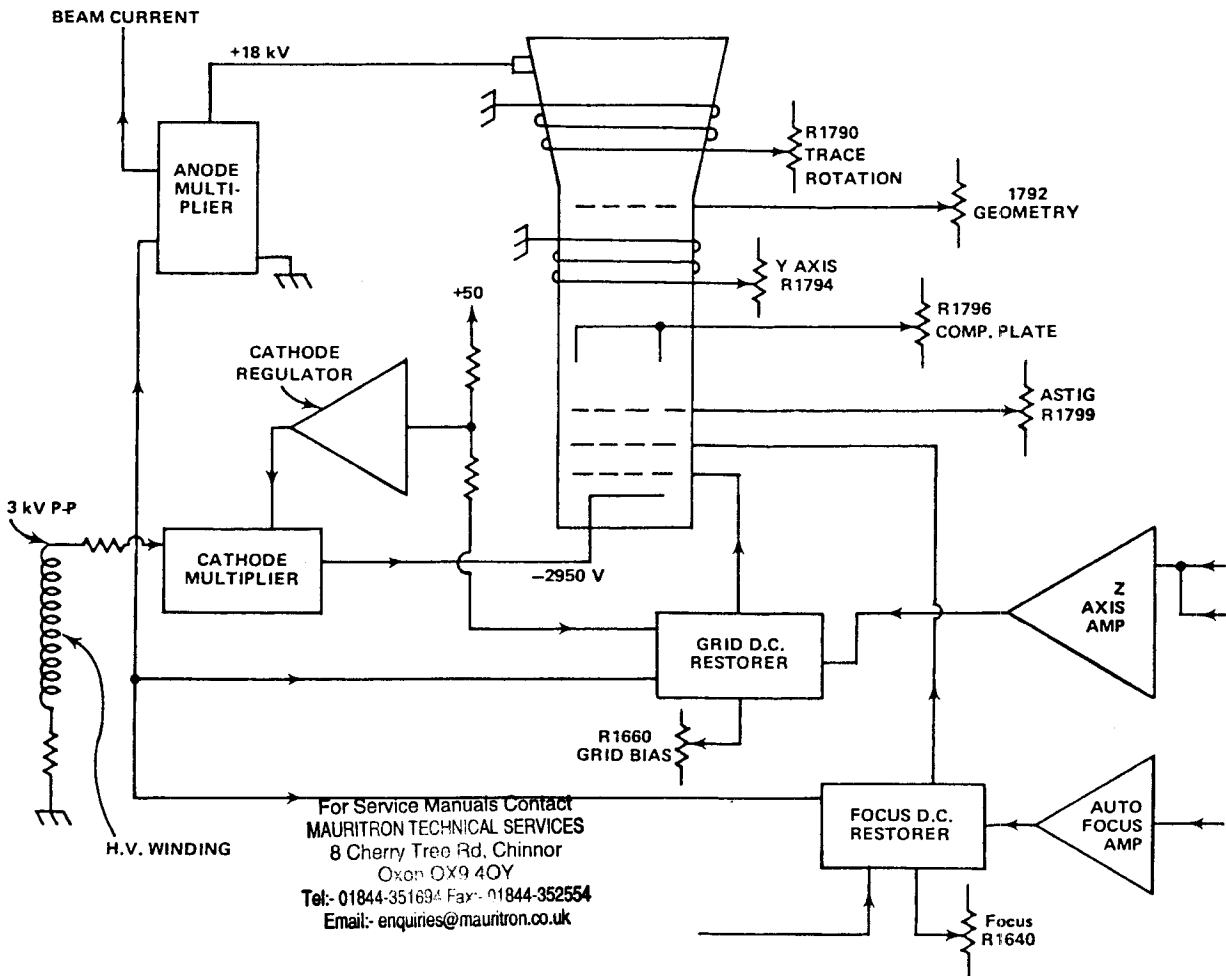 BEAM CURRENT
+18 kV
ANODE
MULTI-
PLIER
R1790
TRACE
ROTATION
1792
GEOMETRY
Y AXIS
R1794
+50
R1796
COMP. PLATE
CATHODE
REGULATOR
ASTIG
R1799
3 kV P-P
CATHODE
MULTIPLIER
−2950 V
Z
AXIS
AMP
GRID D.C.
RESTORER
R1660
GRID BIAS
H.V. WINDING
For Service Manuals Contact
MAURITRON TECHNICAL SERVICES
8 Cherry Tree Rd, Chinnor
Oxon OX9 4OY
Tel:- 01844-351694 Fax:- 01844-352554
Email:- enquiries@mauritron.co.uk
FOCUS D.C.
RESTORER
AUTO
FOCUS
AMP
Focus
R1640